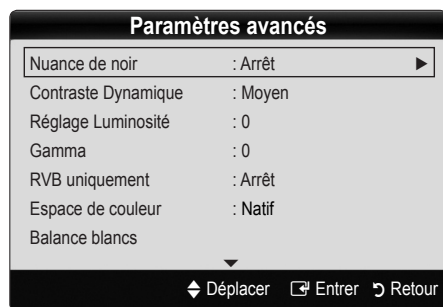 Paramètres avancés
Nuance de noir : Arrêt
Contraste Dynamique : Moyen
Réglage Luminosité : 0
Gamma : 0
RVB uniquement : Arrêt
Espace de couleur : Natif
Balance blancs
Déplacer Entrer Retour